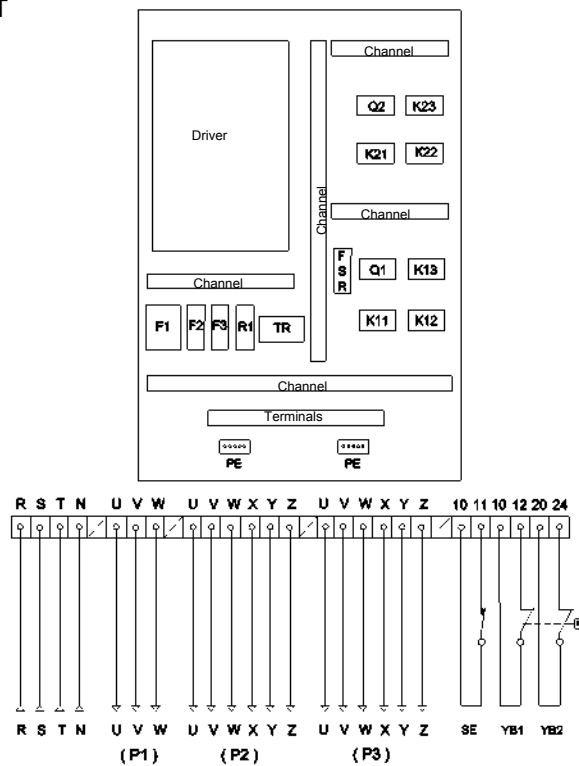 T
Channel
Driver
Q2 K23
K21 K22
Channel
Channel
Channel
FSR
Q1 K13
F1 F2 F3 R1 TR
K11 K12
Channel
Terminals
PE PE
R S T N U V W U V W X Y Z U V W X Y Z 10 11 10 12 20 24
R S T N U V W U V W X Y Z U V W X Y Z SE YB1 YB2
(P1) (P2) (P3)